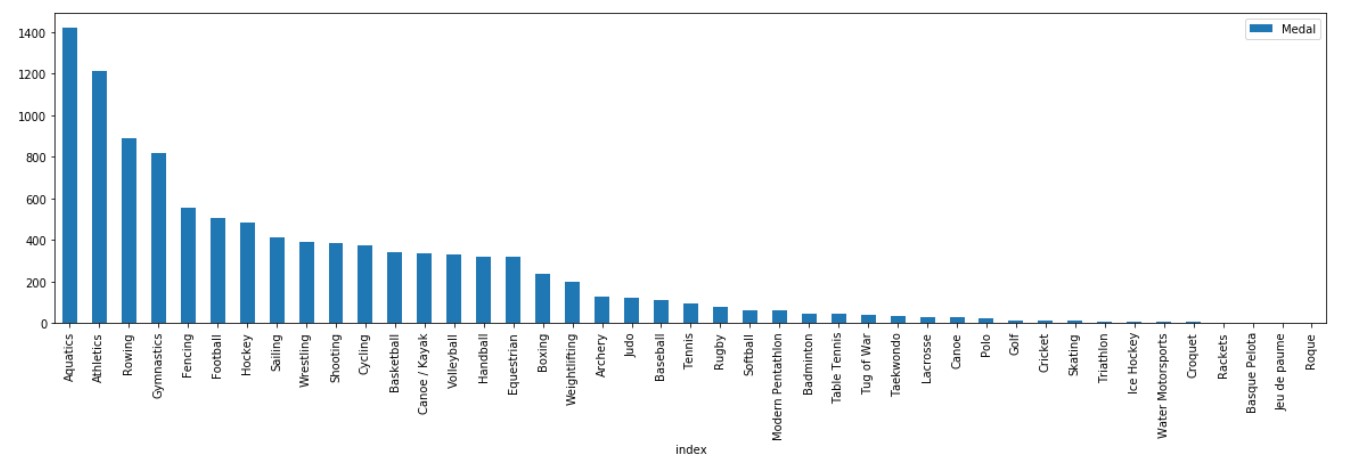 Medal
1400
1200
1000
800
600
400
200
0
Aquatics
Athletics
Rowing
Gymnastics
Fencing
Football
Hockey
Sailing
Wrestling
Shooting
Cycling
Basketball
Canoe / Kayak
Volleyball
Handball
Equestrian
Boxing
Weightlifting
Archery
Judo
Baseball
Tennis
Rugby
Softball
Modern Pentathlon
Badminton
Table Tennis
Tug of War
Taekwondo
Lacrosse
Canoe
Polo
Golf
Cricket
Skating
Triathlon
Ice Hockey
Water Motorsports
Croquet
Rackets
Basque Pelota
Jeu de paume
Roque
index